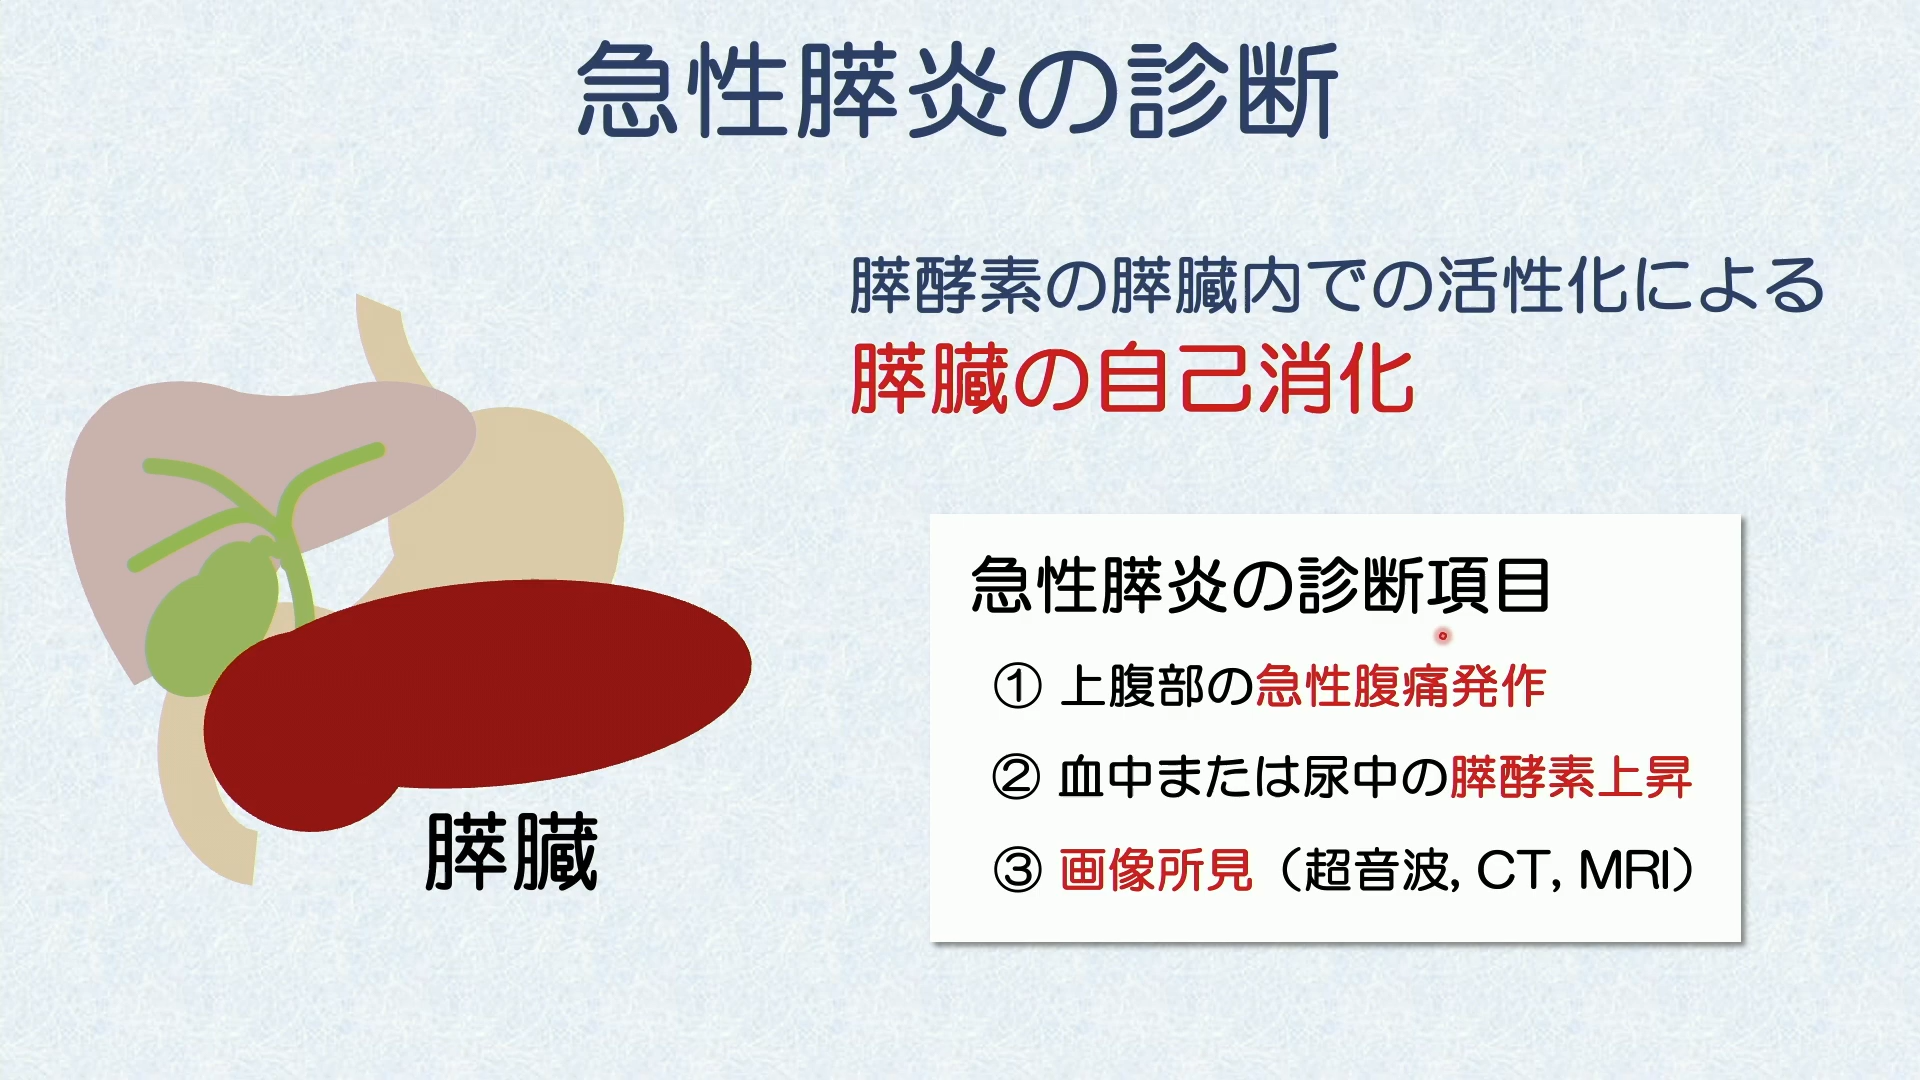 急性膵炎の診断
膵酵素の膵臓内での活性化による
膵臓の自己消化
急性膵炎の診断項目
① 上腹部の急性腹痛発作
② 血中または尿中の膵酵素上昇
③ 画像所見（超音波, CT, MRI）
膵臓